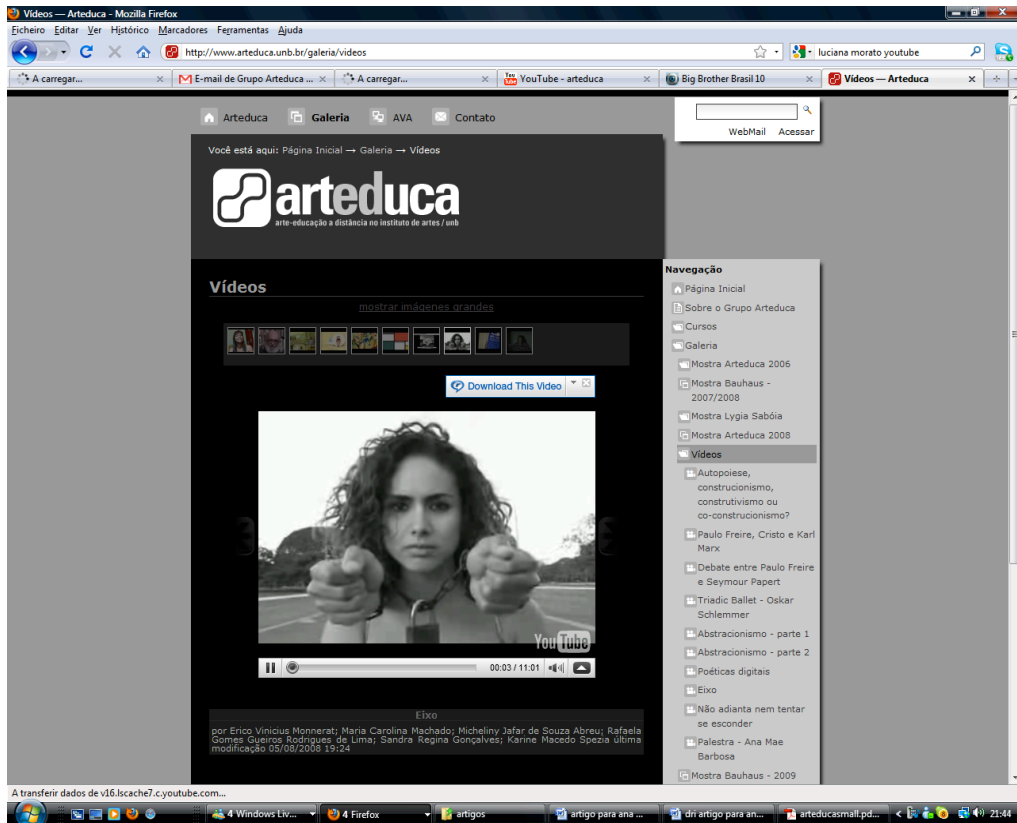 Vídeos — Arteduca - Mozilla Firefox
Ficheiro Editar Ver Histórico Marcadores Ferramentas Ajuda
http://www.arteduca.unb.br/galeria/videos
luciana morato youtube
A carregar...
E-mail de Grupo Arteduca ...
A carregar...
You Tube
YouTube - arteduca
Big Brother Brasil 10
Vídeos — Arteduca
Arteduca
Galeria
AVA
Contato
WebMail Acessar
Você está aqui: Página Inicial → Galeria → Vídeos
arteduca
arte-educação a distância no instituto de artes / unb
Vídeos
mostrar imágenes grandes
Download This Video
YouTube
00:03 / 11:01
Eixo
por Erico Vinicius Monnerat; Maria Carolina Machado; Micheliny Jafar de Souza Abreu; Rafaela
Gomes Gueiros Rodrigues de Lima; Sandra Regina Gonçalves; Karine Macedo Spezia última
modificação 05/08/2008 19:24
Navegação
Página Inicial
Sobre o Grupo Arteduca
Cursos
Galeria
Mostra Arteduca 2006
Mostra Bauhaus -
2007/2008
Mostra Lygia Sabóia
Mostra Arteduca 2008
Vídeos
Autopoiese,
construcionismo,
construtivismo ou
co-construcionismo?
Paulo Freire, Cristo e Karl
Marx
Debate entre Paulo Freire
e Seymour Papert
Triadic Ballet - Oskar
Schlemmer
Abstracionismo - parte 1
Abstracionismo - parte 2
Poéticas digitais
Eixo
Não adianta nem tentar
se esconder
Palestra - Ana Mae
Barbosa
Mostra Bauhaus - 2009
A transferir dados de v16.lscache7.c.youtube.com...
4 Windows Liv...
4 Firefox
artigos
artigo para ana ...
dri artigo para an...
arteducasmall.pd...
21:44